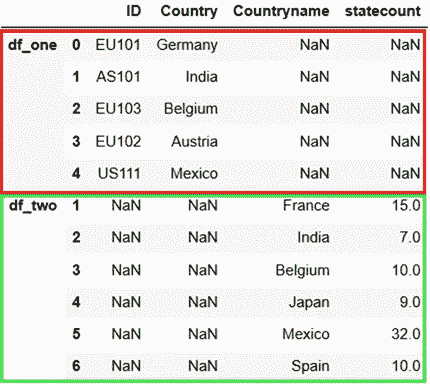 ID Country Countryname statecount
df_one 0 EU101 Germany NaN NaN
1 AS101 India NaN NaN
2 EU103 Belgium NaN NaN
3 EU102 Austria NaN NaN
4 US111 Mexico NaN NaN
df_two 1 NaN NaN France 15.0
2 NaN NaN India 7.0
3 NaN NaN Belgium 10.0
4 NaN NaN Japan 9.0
5 NaN NaN Mexico 32.0
6 NaN NaN Spain 10.0